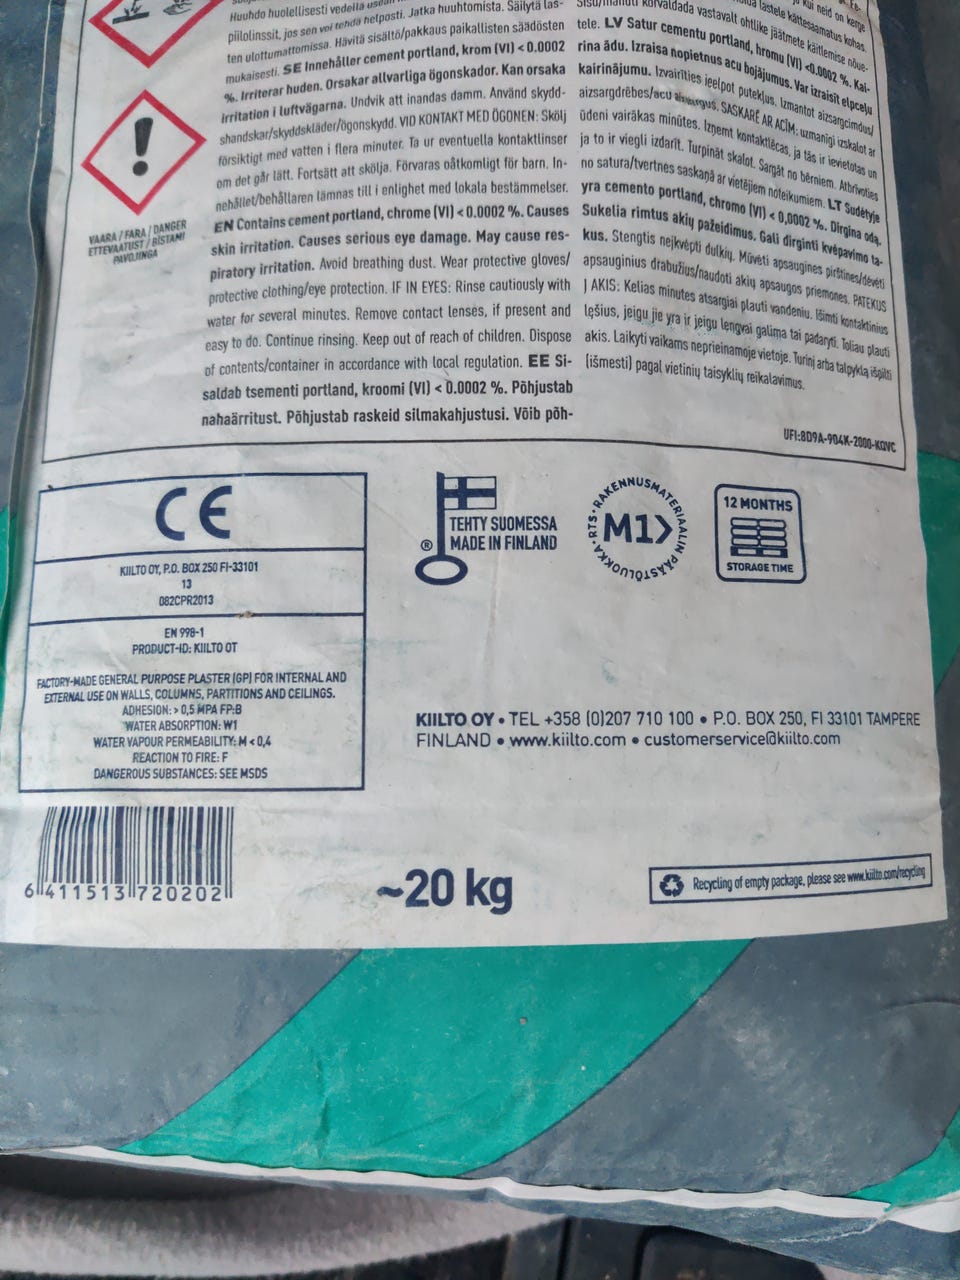 Huuhdo huolellisesti vedellä usean
piilolinssit, jos sen voi tehdä helposti. Jatka huuhtomista. Säilytä las-
ten ulottumattomissa. Hävitä sisältö/pakkaus paikallisten säädösten
mukaisesti. SE Innehåller cement portland, krom (VI) < 0.0002
%. Irriterar huden. Orsakar allvarliga ögonskador. Kan orsaka
irritation i luftvägarna. Undvik att inandas damm. Använd skydd-
shandskar/skyddskläder/ögonskydd. VID KONTAKT MED ÖGONEN: Skölj
försiktigt med vatten i flera minuter. Ta ur eventuella kontaktlinser
om det går lätt. Fortsätt att skölja. Förvaras oåtkomligt för barn. In-
nehållet/behållaren lämnas till i enlighet med lokala bestämmelser.
EN Contains cement portland, chrome (VI) < 0.0002 %. Causes
skin irritation. Causes serious eye damage. May cause res-
piratory irritation. Avoid breathing dust. Wear protective gloves/
protective clothing/eye protection. IF IN EYES: Rinse cautiously with
water for several minutes. Remove contact lenses, if present and
easy to do. Continue rinsing. Keep out of reach of children. Dispose
of contents/container in accordance with local regulation. EE Si-
saldab tsementi portland, kroomi (VI) < 0.0002 %. Põhjustab
nahaärritust. Põhjustab raskeid silmakahjustusi. Võib põh-
kui neid on kerge
lastele kättesaamatus kohas.
korvaldada vastavalt ohtlike jäätmete käitlemise nõue-
tele. LV Satur cementu portland, hromu (VI) <0.0002 %. Kai-
rina ādu. Izraisa nopietnus acu bojājumus. Var izraisīt elpceļu
kairinājumu. Izvairīties ieelpot putekļus. Izmantot aizsargcimdus/
aizsargdrēbes/acu aizsargus. SASKARĒ AR ACĪM: uzmanīgi izskalot ar
ūdeni vairākas minūtes. Izņemt kontaktlēcas, ja tās ir ievietotas un
ja to ir viegli izdarīt. Turpināt skalot. Sargāt no bērniem. Atbrīvoties
no satura/tvertnes saskaņā ar vietējiem noteikumiem. LT Sudėtyje
yra cemento portland, chromo (VI) < 0,0002 %. Dirgina odą.
Sukelia rimtus akių pažeidimus. Gali dirginti kvėpavimo ta-
kus. Stengtis neįkvėpti dulkių. Mūvėti apsaugines pirštines/dėvėti
apsauginius drabužius/naudoti akių apsaugos priemones. PATEKUS
Į AKIS: Kelias minutes atsargiai plauti vandeniu. Išimti kontaktinius
lęšius, jeigu jie yra ir jeigu lengvai galima tai padaryti. Toliau plauti
akis. Laikyti vaikams neprieinamoje vietoje. Turinį arba talpyklą išpilti
(išmesti) pagal vietinių taisyklių reikalavimus.
VAARA / FARA / DANGER
ETTEVAATUST / BĪSTAMI
PAVOJINGA
UFI:8D9A-904K-2000-KQVC
CE
KIILTO OY, P.O. BOX 250 FI-33101
13
082CPR2013
EN 998-1
PRODUCT-ID: KIILTO OT
FACTORY-MADE GENERAL PURPOSE PLASTER (GP) FOR INTERNAL AND
EXTERNAL USE ON WALLS, COLUMNS, PARTITIONS AND CEILINGS.
ADHESION: > 0,5 MPA FP:B
WATER ABSORPTION: W1
WATER VAPOUR PERMEABILITY: M < 0,4
REACTION TO FIRE: F
DANGEROUS SUBSTANCES: SEE MSDS
TEHTY SUOMESSA
® MADE IN FINLAND
RTS • RAKENNUSMATERIAALIN PÄÄSTÖLUOKKA •
M1
12 MONTHS
STORAGE TIME
KIILTO OY • TEL +358 (0)207 710 100 • P.O. BOX 250, FI 33101 TAMPERE
FINLAND • www.kiilto.com • customerservice@kiilto.com
6 411513 720202
~20 kg
Recycling of empty package, please see www.kiilto.com/recycling